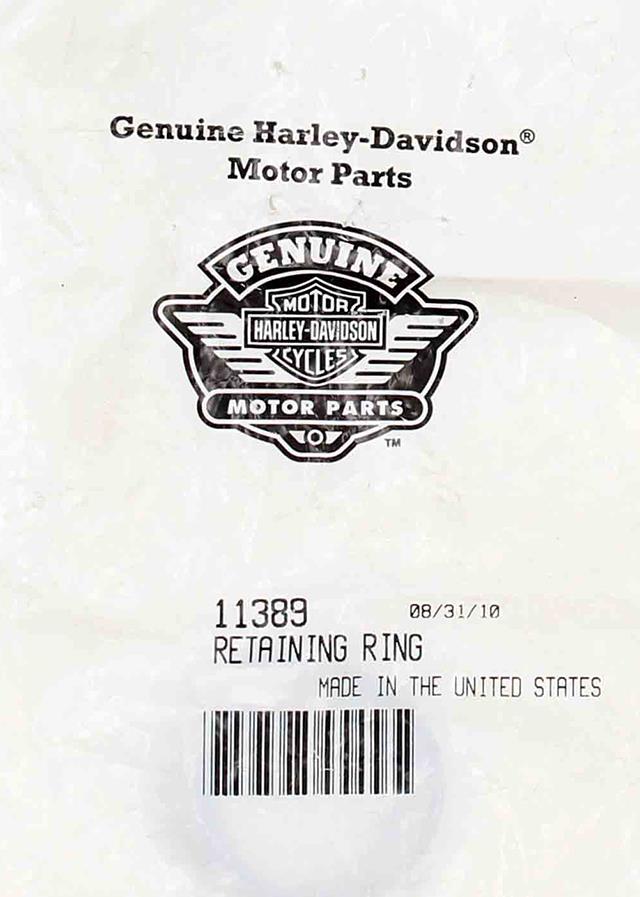 Genuine Harley-Davidson®
Motor Parts
GENUINE
MOTOR
HARLEY-DAVIDSON
CYCLES
MOTOR PARTS
TM
11389 08/31/10
RETAINING RING
MADE IN THE UNITED STATES